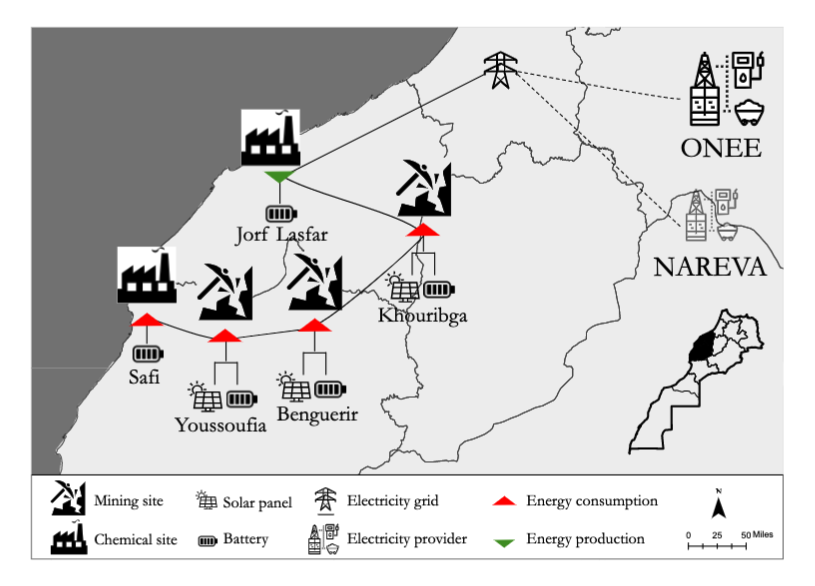 ONEE
NAREVA
Jorf Lasfar
Khouribga
Safi
Youssoufia
Benguerir
Mining site
Solar panel
Electricity grid
Energy consumption
N
Chemical site
Battery
Electricity provider
Energy production
0 25 50 Miles